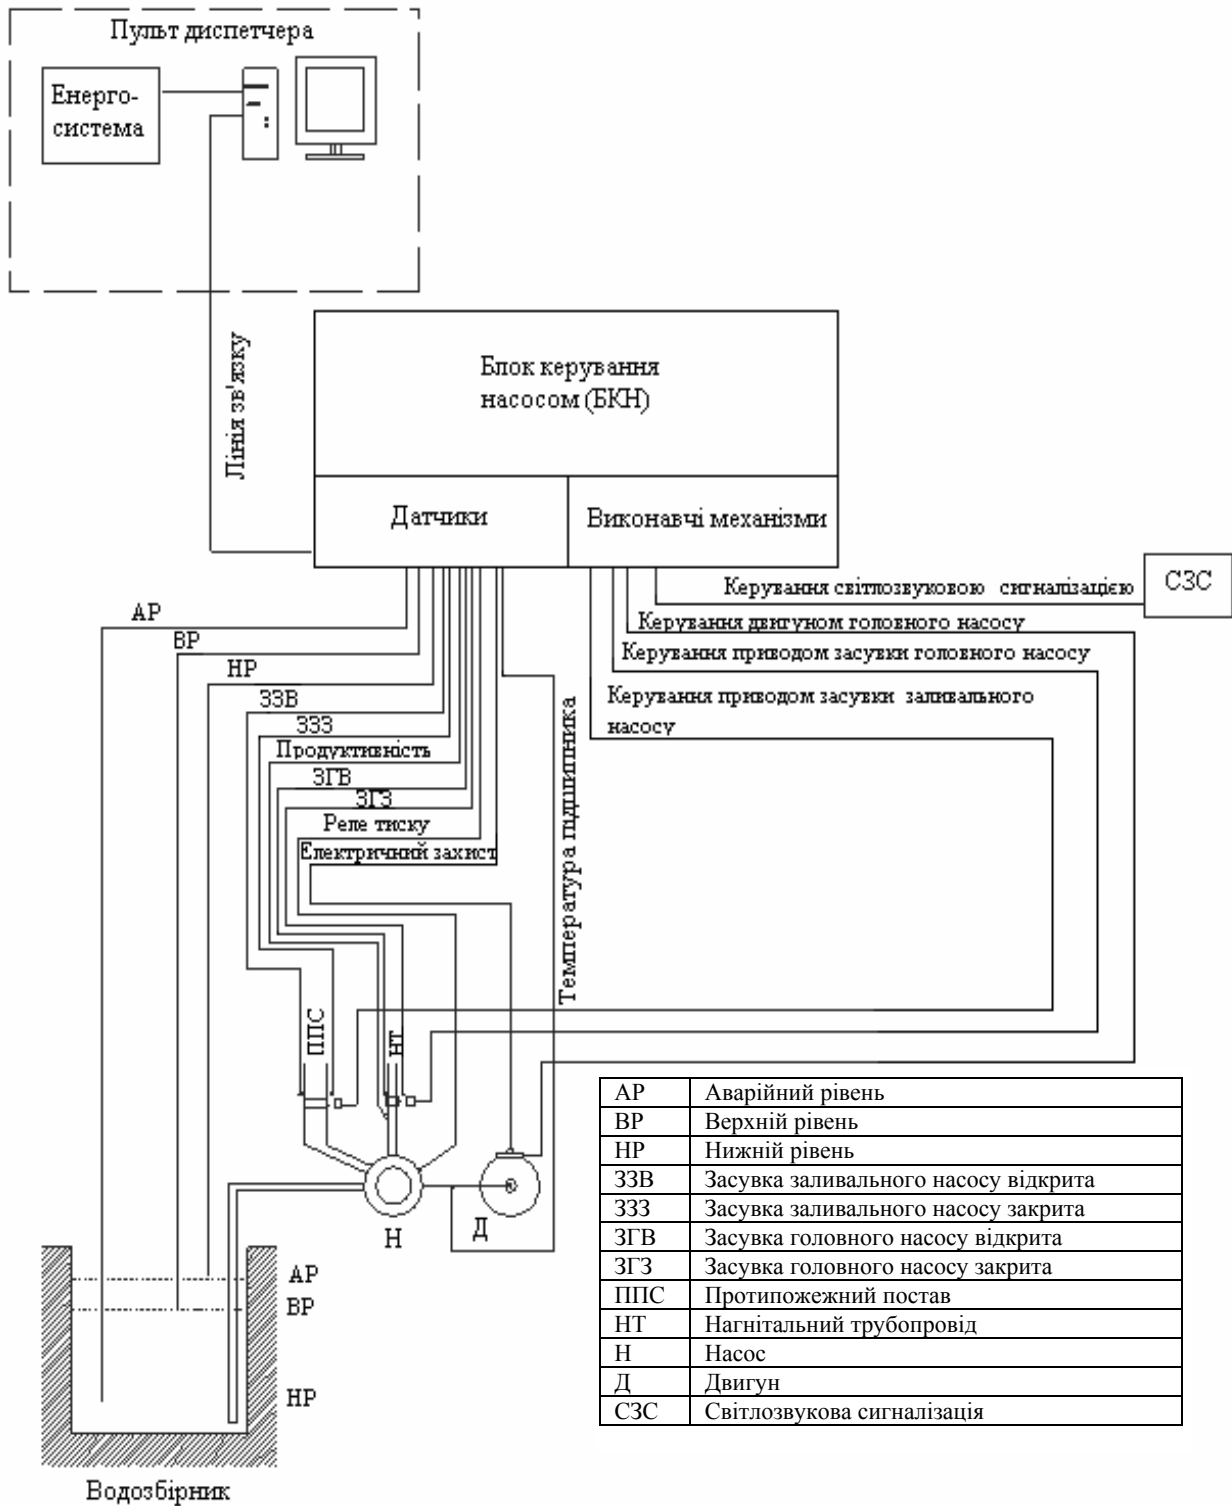 Пульт диспетчера
Енерго-
система
Лінія зв'язку
Блок керування
насосом (БКН)
Датчики
Виконавчі механізми
СЗС
Керування світлозвуковою сигналізацією
Керування двигуном головного насосу
Керування приводом засувки головного насосу
Керування приводом засувки заливального
насосу
АР
ВР
НР
ЗЗВ
ЗЗЗ
Продуктивність
ЗГВ
ЗГЗ
Реле тиску
Електричний захист
Температура підшипника
ППС
НТ
Н
Д
АР
ВР
НР
Водозбірник
АР Аварійний рівень
ВР Верхній рівень
НР Нижній рівень
ЗЗВ Засувка заливального насосу відкрита
ЗЗЗ Засувка заливального насосу закрита
ЗГВ Засувка головного насосу відкрита
ЗГЗ Засувка головного насосу закрита
ППС Протипожежний постав
НТ Нагнітальний трубопровід
Н Насос
Д Двигун
СЗС Світлозвукова сигналізація